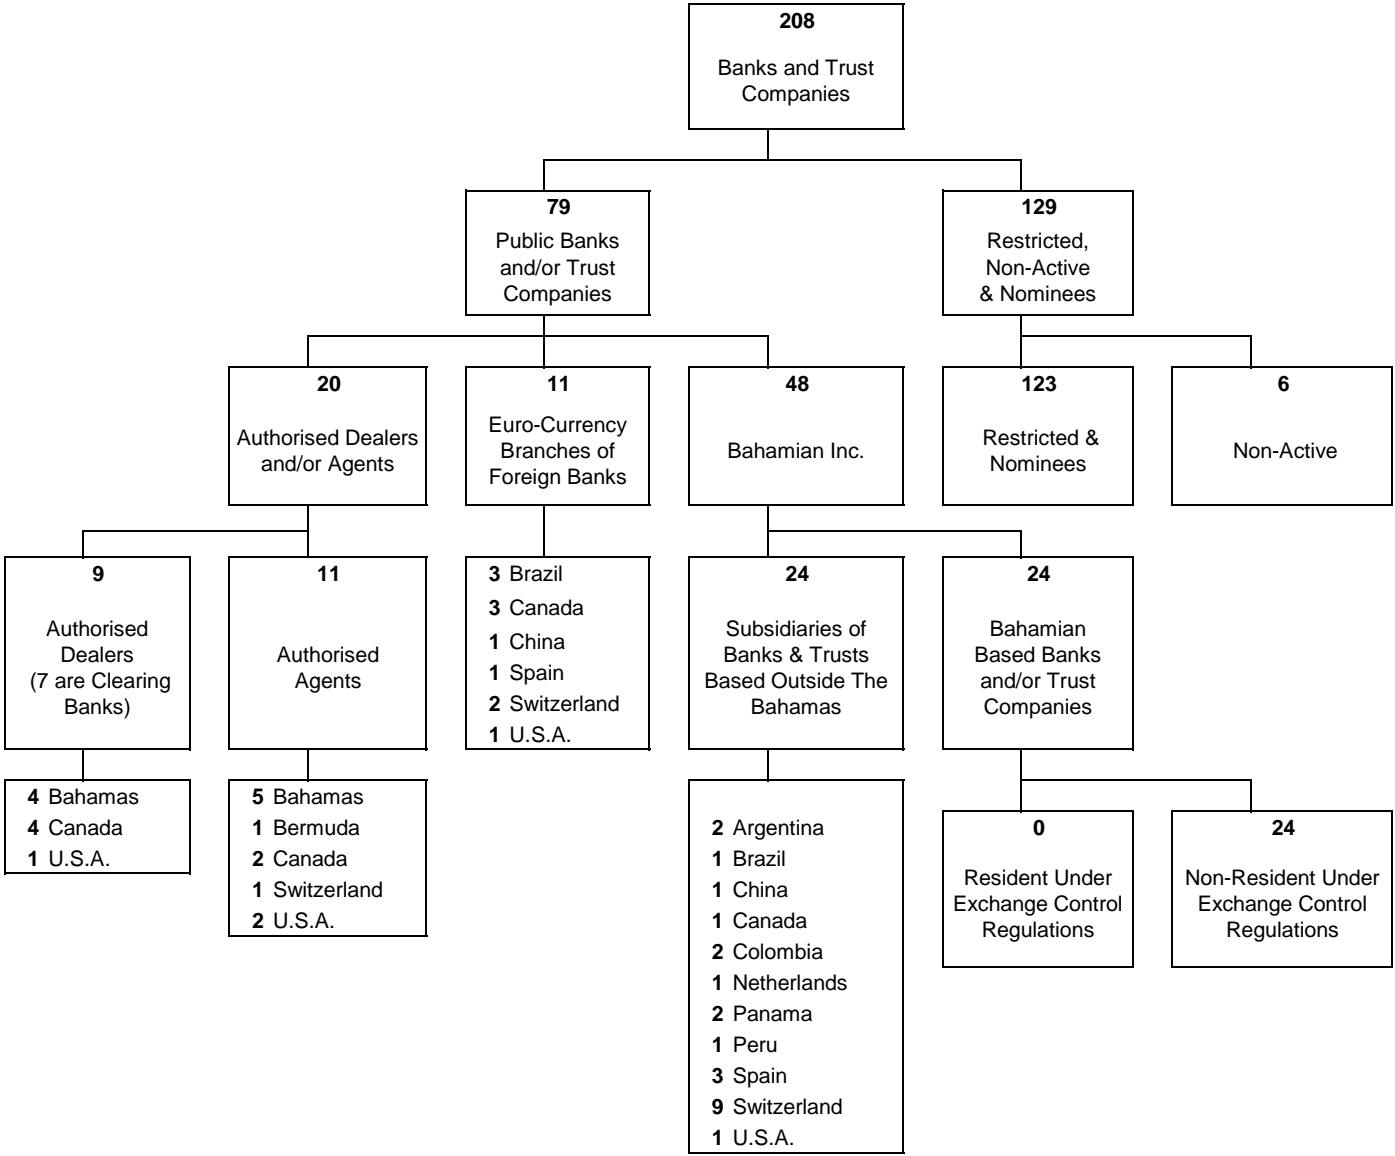 208
Banks and Trust
Companies
79
Public Banks
and/or Trust
Companies
129
Restricted,
Non-Active
& Nominees
20
Authorised Dealers
and/or Agents
11
Euro-Currency
Branches of
Foreign Banks
48
Bahamian Inc.
123
Restricted &
Nominees
6
Non-Active
9
Authorised
Dealers
(7 are Clearing
Banks)
11
Authorised
Agents
3 Brazil
3 Canada
1 China
1 Spain
2 Switzerland
1 U.S.A.
24
Subsidiaries of
Banks & Trusts
Based Outside The
Bahamas
24
Bahamian
Based Banks
and/or Trust
Companies
4 Bahamas
4 Canada
1 U.S.A.
5 Bahamas
1 Bermuda
2 Canada
1 Switzerland
2 U.S.A.
2 Argentina
1 Brazil
1 China
1 Canada
2 Colombia
1 Netherlands
2 Panama
1 Peru
3 Spain
9 Switzerland
1 U.S.A.
0
Resident Under
Exchange Control
Regulations
24
Non-Resident Under
Exchange Control
Regulations